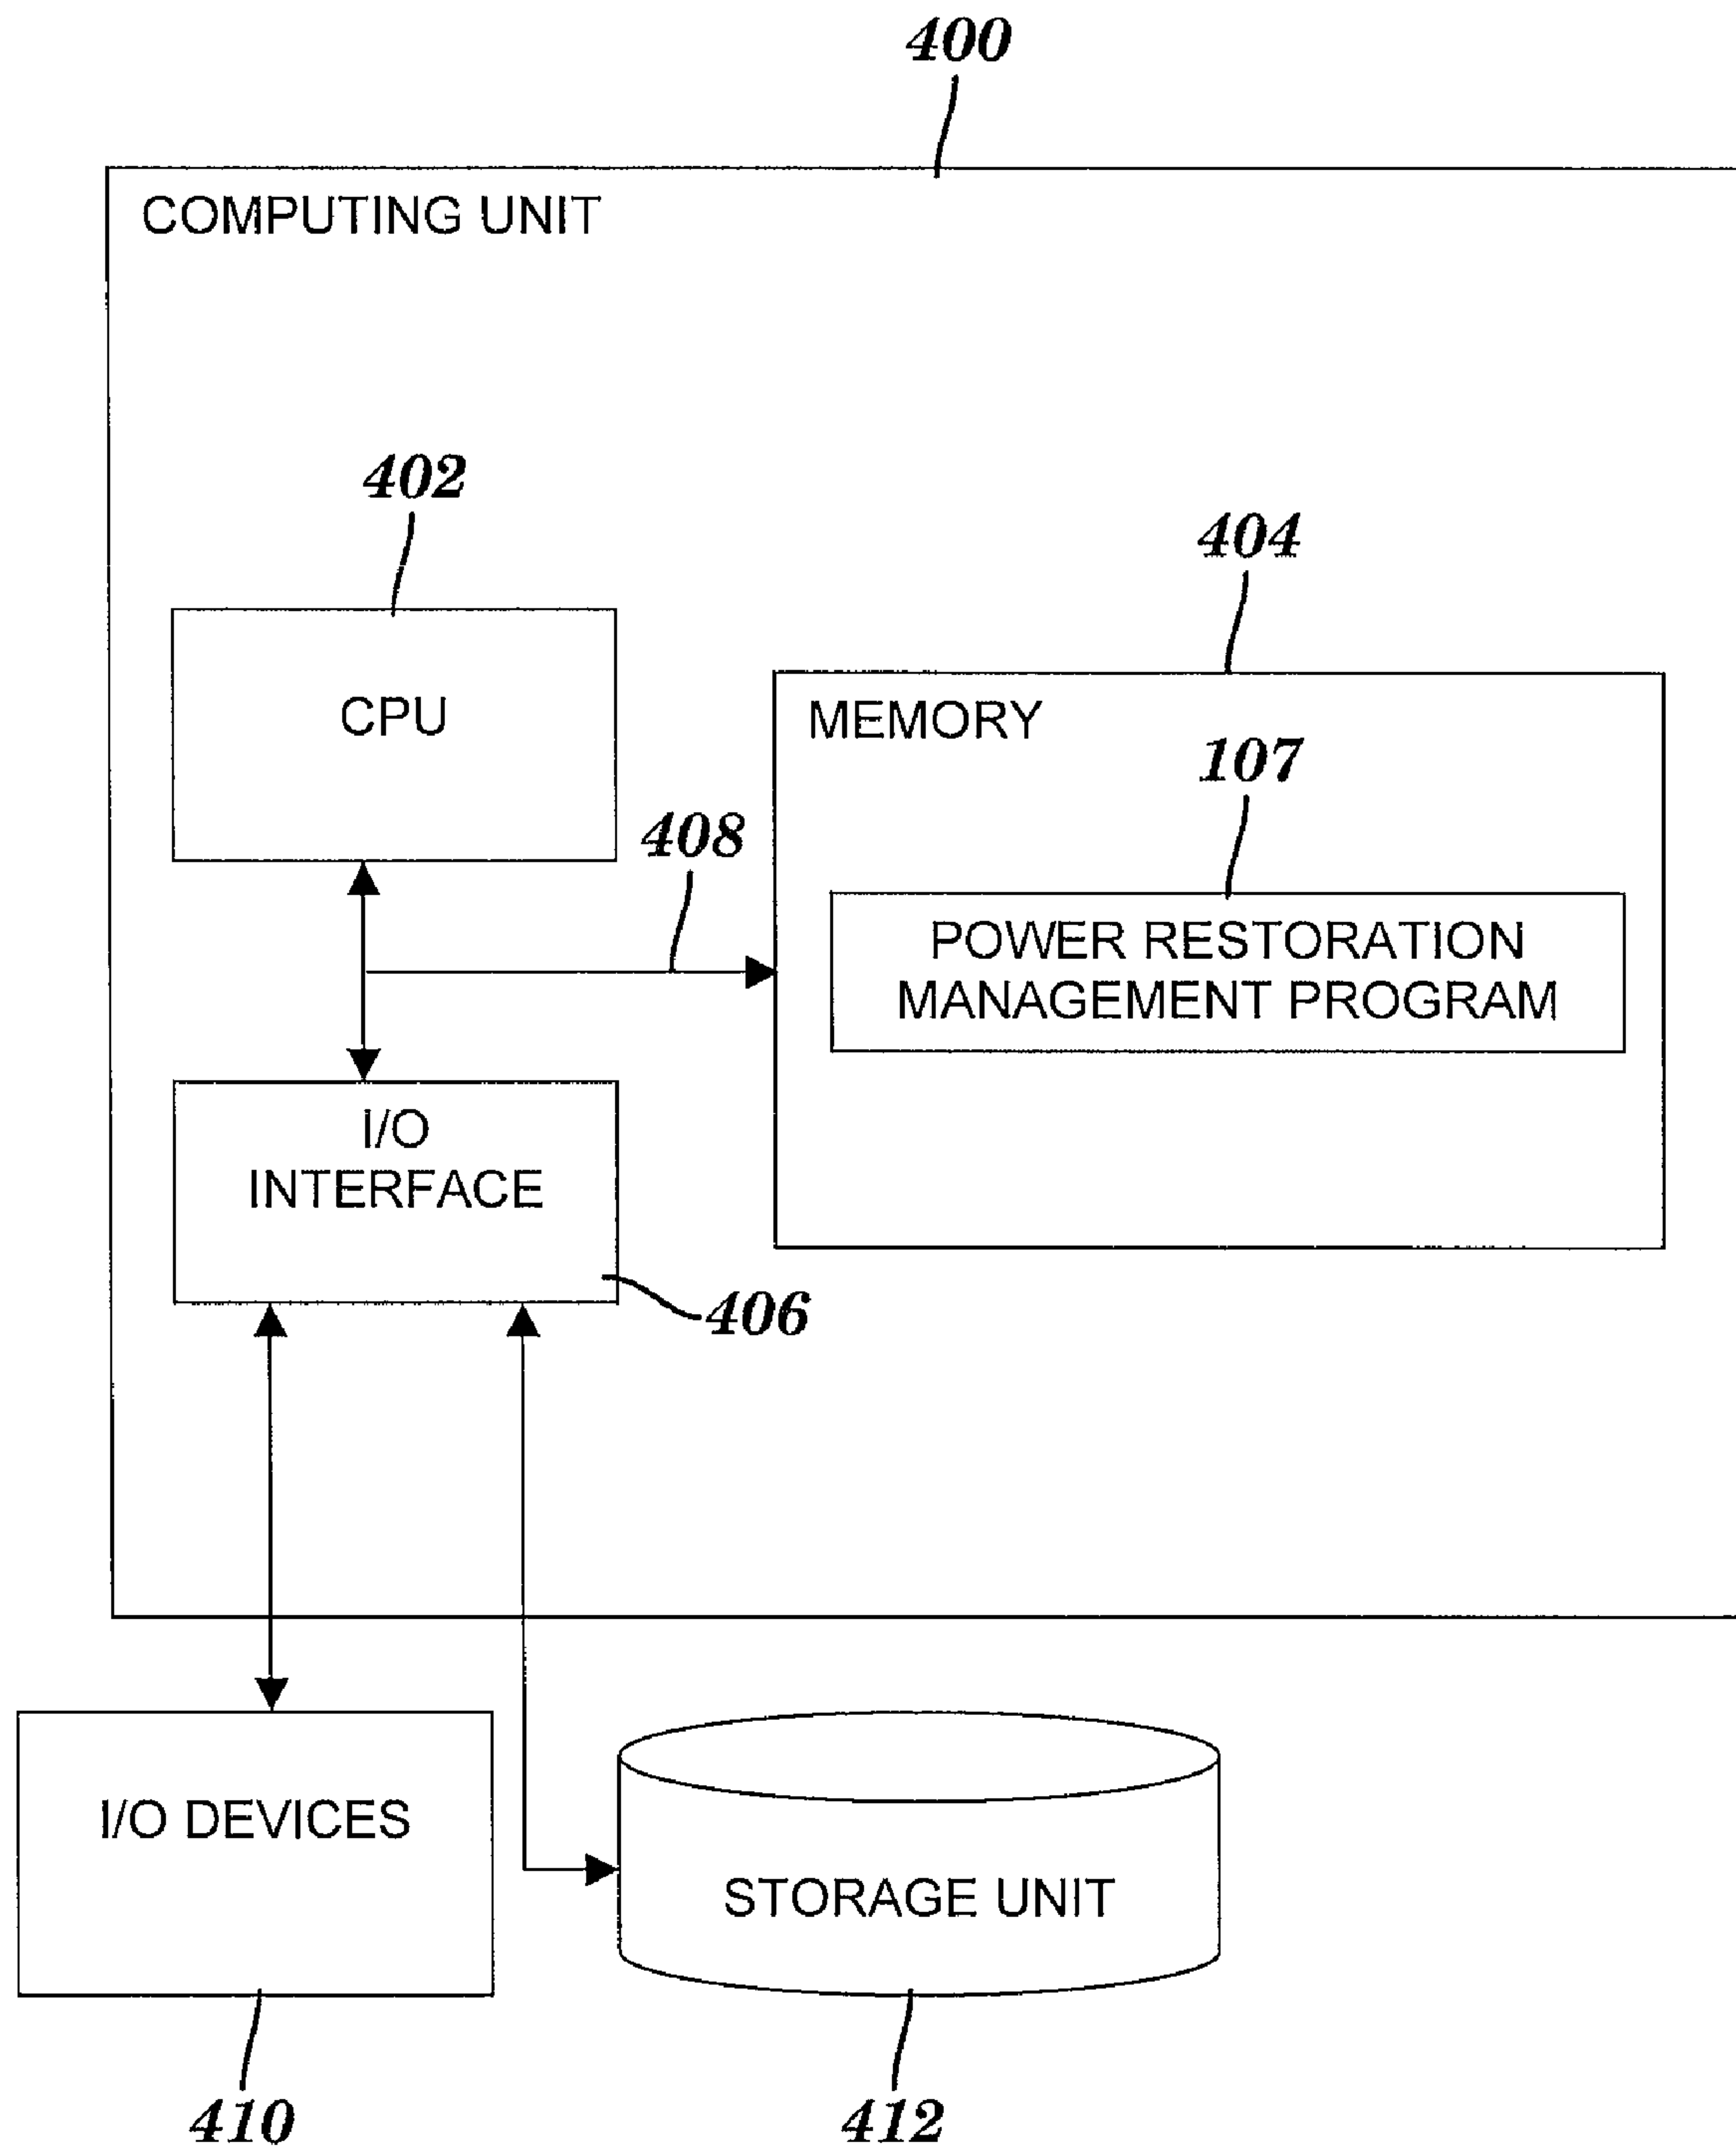 400
COMPUTING UNIT
402
CPU
404
MEMORY
107
POWER RESTORATION
MANAGEMENT PROGRAM
408
I/O
INTERFACE
406
I/O DEVICES
STORAGE UNIT
410
412